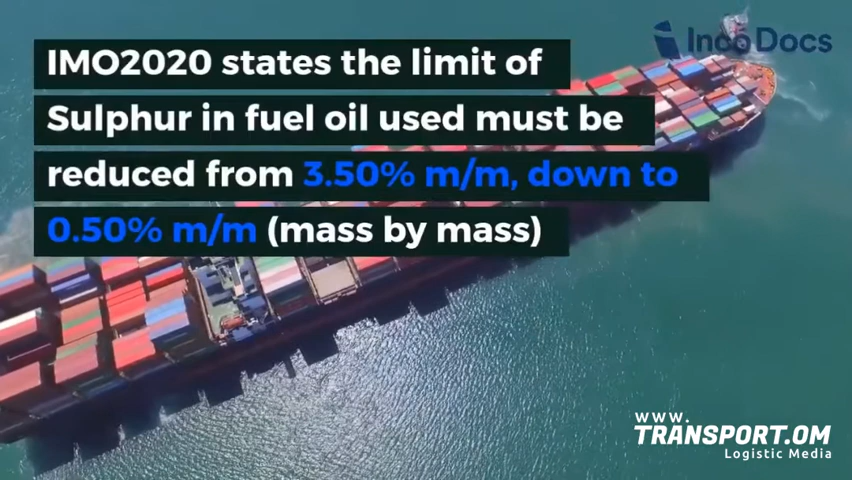 IncoDocs
IMO2020 states the limit of
Sulphur in fuel oil used must be
reduced from 3.50% m/m, down to
0.50% m/m (mass by mass)
www.
TRANSPORT.OM
Logistic Media